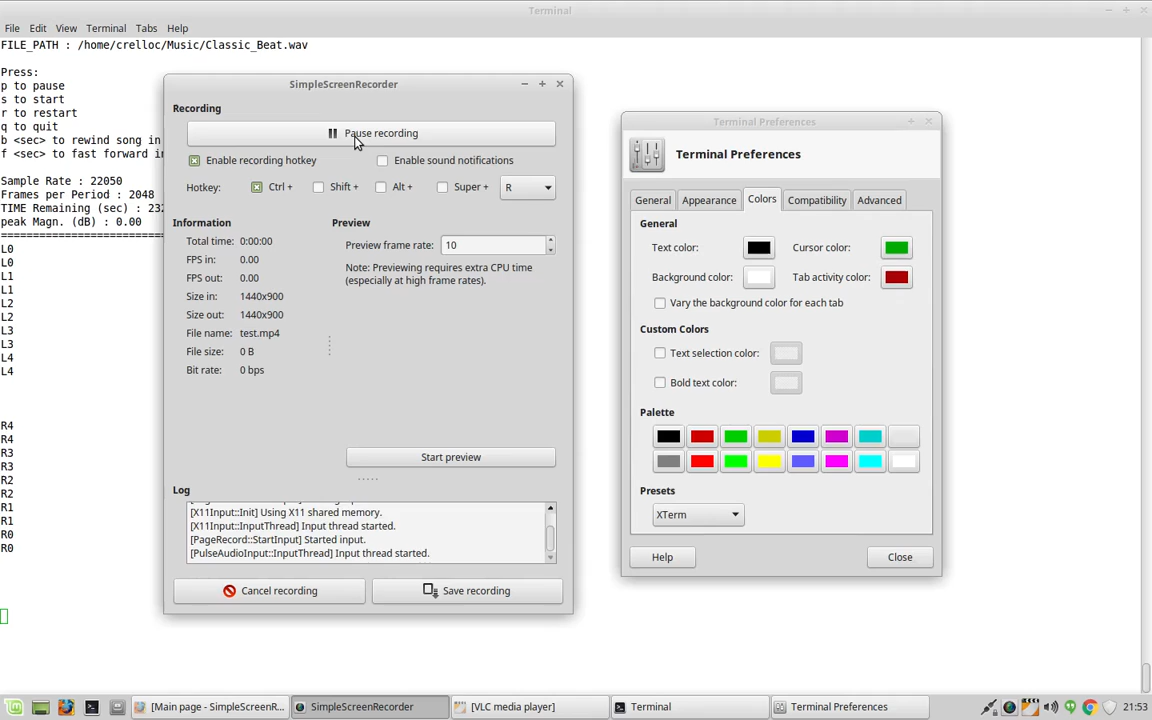 Terminal
File Edit View Terminal Tabs Help
FILE_PATH : /home/crelloc/Music/Classic_Beat.wav
Press:
p to pause
s to start
r to restart
q to quit
b <sec> to rewind song in
f <sec> to fast forward in
Sample Rate : 22050
Frames per Period : 2048
TIME Remaining (sec) : 232
peak Magn. (dB) : 0.00
========================
L0
L0
L1
L1
L2
L2
L3
L3
L4
L4
R4
R4
R3
R3
R2
R2
R1
R1
R0
R0
SimpleScreenRecorder
Recording
Pause recording
Enable recording hotkey Enable sound notifications
Hotkey: Ctrl + Shift + Alt + Super + R
Information
Total time: 0:00:00
FPS in: 0.00
FPS out: 0.00
Size in: 1440x900
Size out: 1440x900
File name: test.mp4
File size: 0 B
Bit rate: 0 bps
Preview
Preview frame rate: 10
Note: Previewing requires extra CPU time
(especially at high frame rates).
Start preview
Log
[X11Input::Init] Using X11 shared memory.
[X11Input::InputThread] Input thread started.
[PageRecord::StartInput] Started input.
[PulseAudioInput::InputThread] Input thread started.
Cancel recording Save recording
Terminal Preferences
Terminal Preferences
General Appearance Colors Compatibility Advanced
General
Text color: Cursor color:
Background color: Tab activity color:
Vary the background color for each tab
Custom Colors
Text selection color:
Bold text color:
Palette
Presets
XTerm
Help Close
[Main page - SimpleScreenR... SimpleScreenRecorder [VLC media player] Terminal Terminal Preferences 21:53